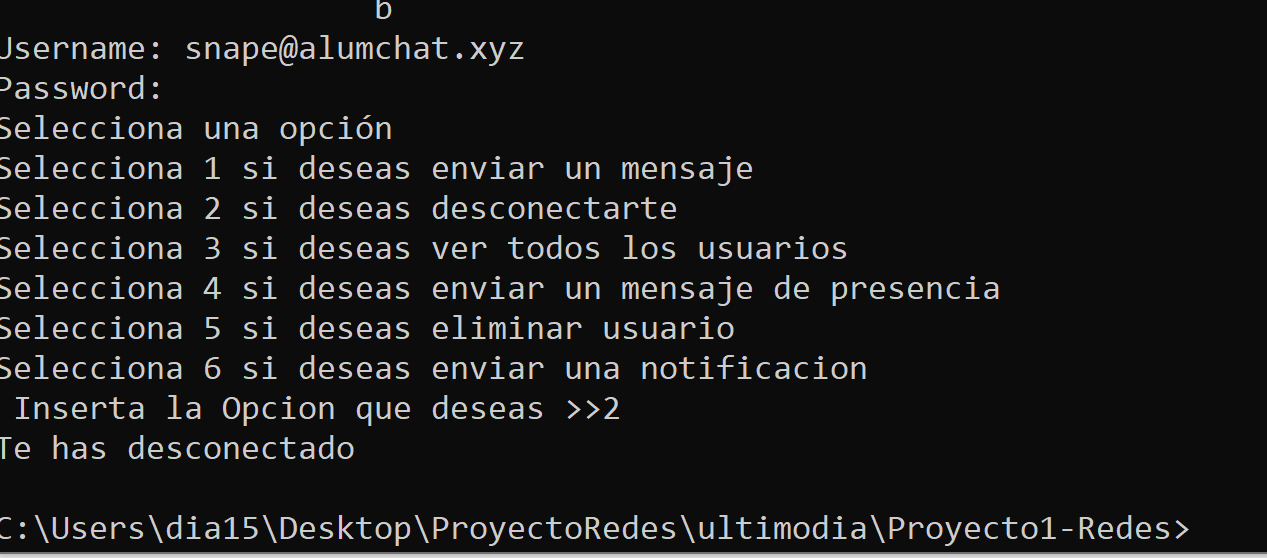 b
Username: snape@alumchat.xyz
Password:
Selecciona una opción
Selecciona 1 si deseas enviar un mensaje
Selecciona 2 si deseas desconectarte
Selecciona 3 si deseas ver todos los usuarios
Selecciona 4 si deseas enviar un mensaje de presencia
Selecciona 5 si deseas eliminar usuario
Selecciona 6 si deseas enviar una notificacion
Inserta la Opcion que deseas >>2
Te has desconectado
C:\Users\dia15\Desktop\ProyectoRedes\ultimodia\Proyecto1-Redes>